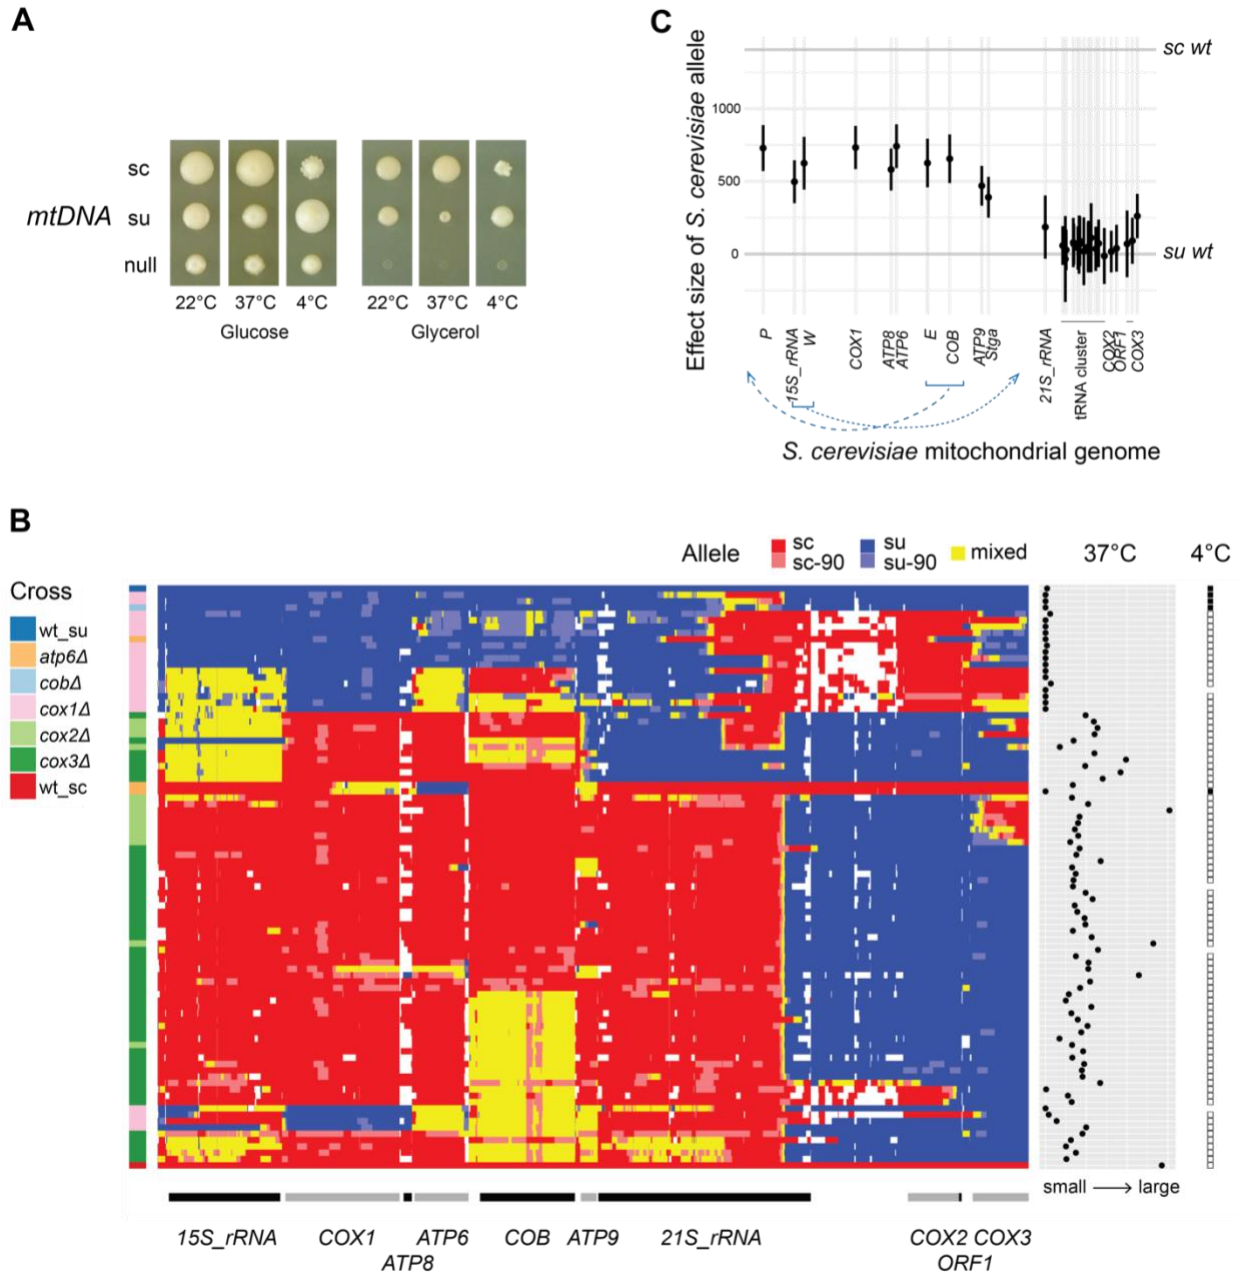 A
sc
mtDNA
su
null
22°C 37°C 4°C
Glucose
22°C 37°C 4°C
Glycerol
C
Effect size of S. cerevisiae allele
1000
500
0
sc wt
su wt
P
15S_rRNA
W
COX1
ATP8
ATP6
E
COB
ATP9
Stga
21S_rRNA
tRNA cluster
COX2
ORF1
COX3
S. cerevisiae mitochondrial genome
B
Allele
sc
sc-90
su
su-90
mixed
37°C
4°C
Cross
wt_su
atp6Δ
cobΔ
cox1Δ
cox2Δ
cox3Δ
wt_sc
small → large
15S_rRNA COX1 ATP6 COB ATP9 21S_rRNA COX2 COX3
ATP8 ORF1